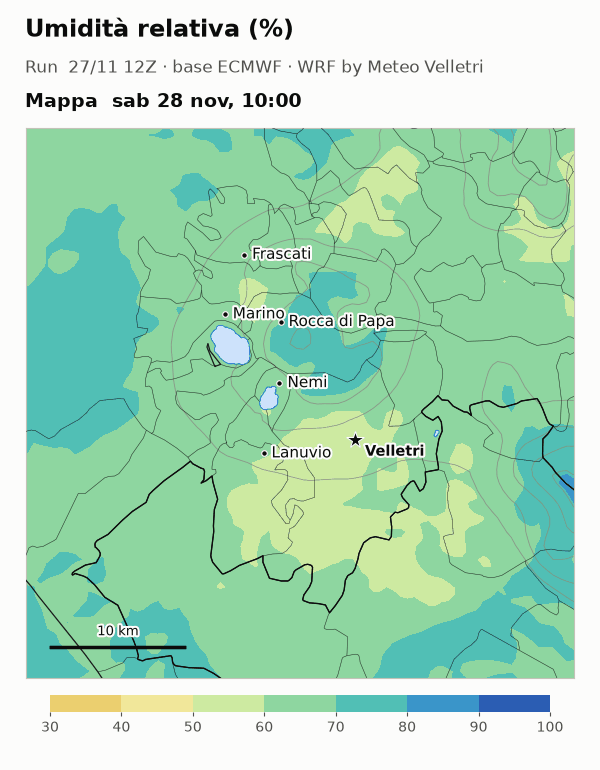 Umidità relativa (%)
Run  27/11 12Z · base ECMWF · WRF by Meteo Velletri
Mappa  sab 28 nov, 10:00
Frascati
Marino
Rocca di Papa
Nemi
Velletri
Lanuvio
10 km
30 40 50 60 70 80 90 100